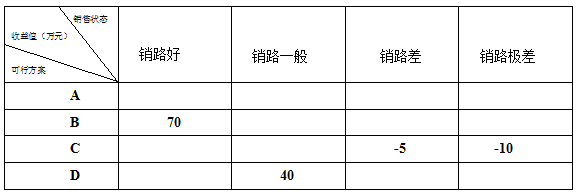 销售状态
收益值（万元）
可行方案
销路好 销路一般 销路差 销路极差
A
B 70
C -5 -10
D 40